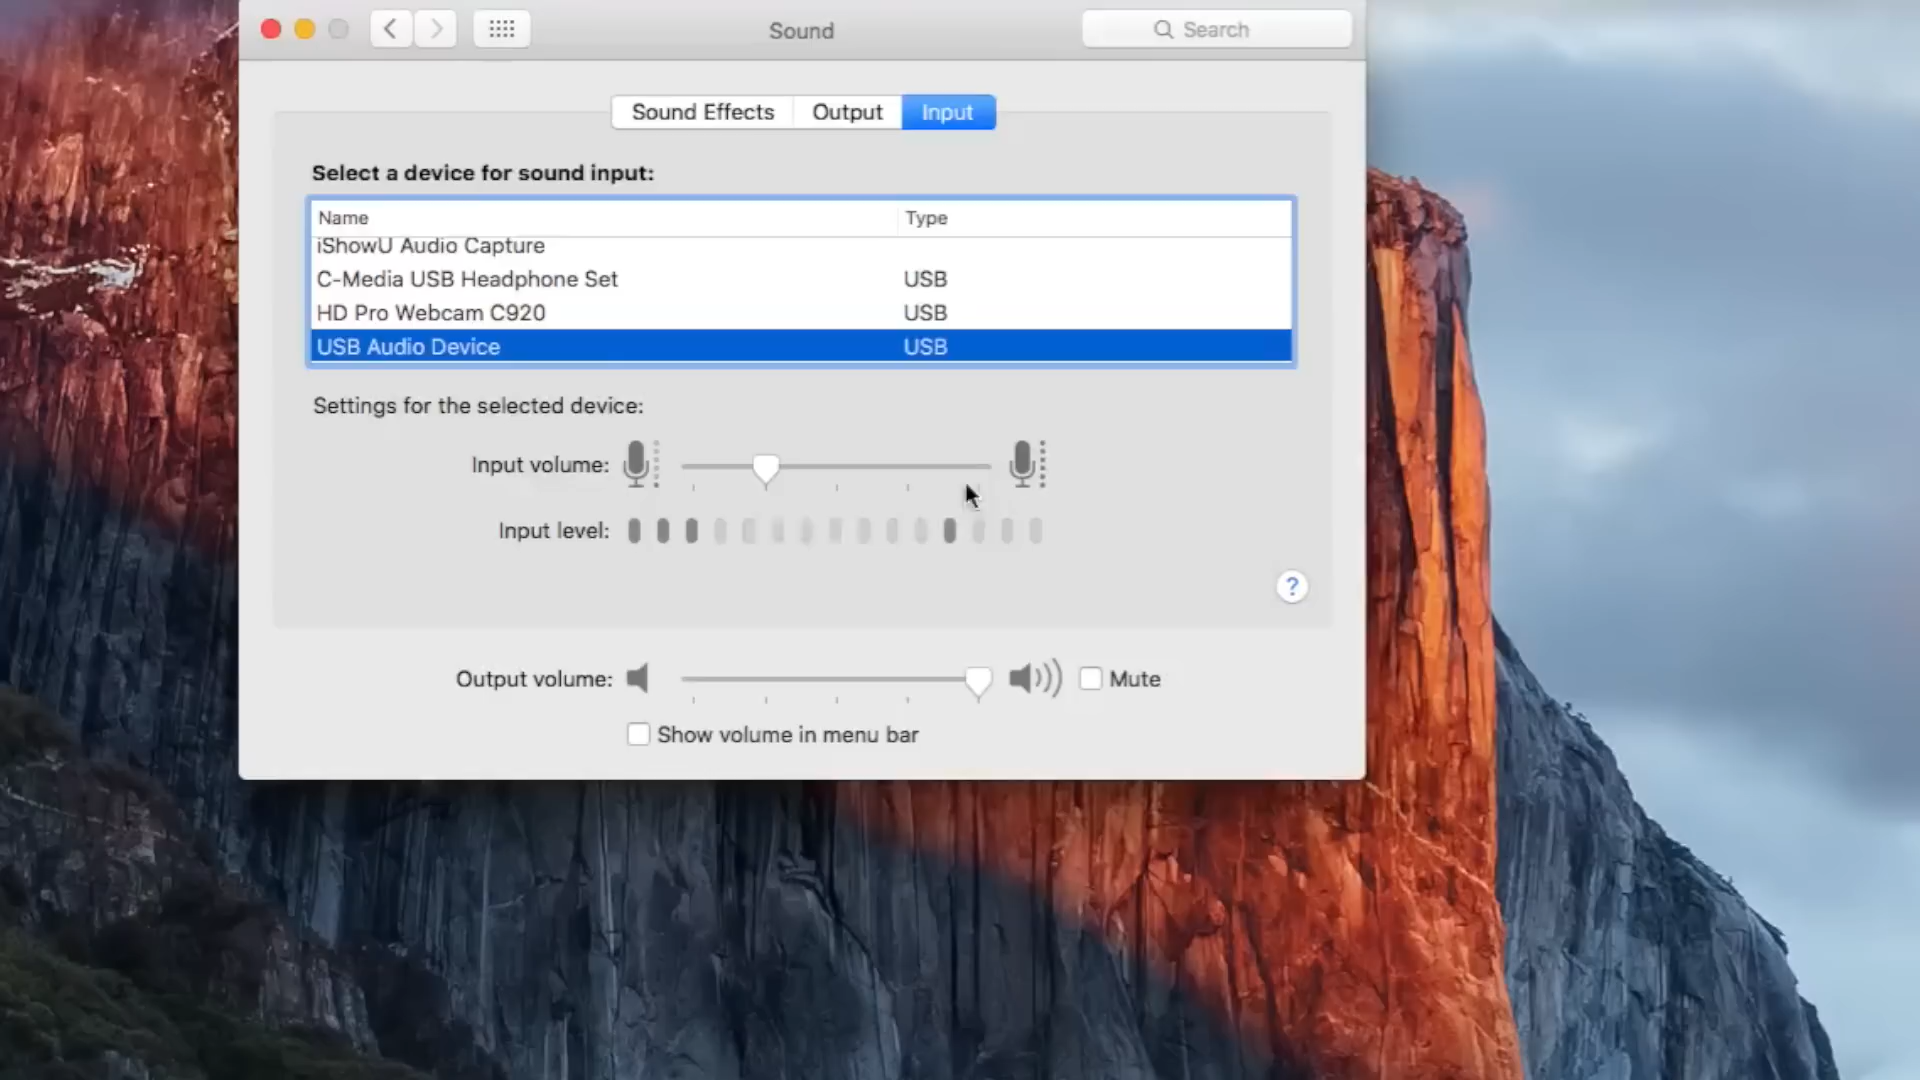 Sound
Search
Sound Effects Output Input
Select a device for sound input:
Name Type
iShowU Audio Capture
C-Media USB Headphone Set USB
HD Pro Webcam C920 USB
USB Audio Device USB
Settings for the selected device:
Input volume:
Input level:
?
Output volume: Mute
Show volume in menu bar